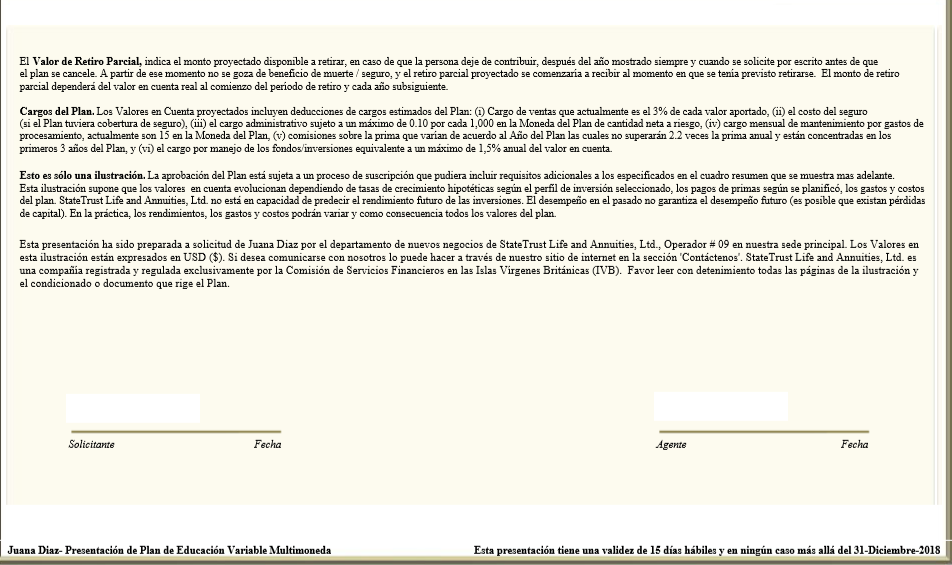 El Valor de Retiro Parcial, indica el monto proyectado disponible a retirar, en caso de que la persona deje de contribuir, después del año mostrado siempre y cuando se solicite por escrito antes de que
el plan se cancele. A partir de ese momento no se goza de beneficio de muerte / seguro, y el retiro parcial proyectado se comenzaria a recibir al momento en que se tenia previsto retirarse. El monto de retiro
parcial dependerá del valor en cuenta real al comienzo del período de retiro y cada año subsiguiente.
Cargos del Plan. Los Valores en Cuenta proyectados incluyen deducciones de cargos estimados del Plan: (i) Cargo de ventas que actualmente es el 3% de cada valor aportado, (ii) el costo del seguro
(si el Plan tuviera cobertura de seguro), (iii) el cargo administrativo sujeto a un máximo de 0.10 por cada 1,000 en la Moneda del Plan de cantidad neta a riesgo, (iv) cargo mensual de mantenimiento por gastos de
procesamiento, actualmente son 15 en la Moneda del Plan, (v) comisiones sobre la prima que varían de acuerdo al Año del Plan las cuales no superarán 2.2 veces la prima anual y están concentradas en los
primeros 3 años del Plan, y (vi) el cargo por manejo de los fondos/inversiones equivalente a un máximo de 1,5% anual del valor en cuenta.
Esto es sólo una ilustración. La aprobación del Plan está sujeta a un proceso de suscripción que pudiera incluir requisitos adicionales a los especificados en el cuadro resumen que se muestra mas adelante.
Esta ilustración supone que los valores en cuenta evolucionan dependiendo de tasas de crecimiento hipotéticas según el perfil de inversión seleccionado, los pagos de primas según se planificó, los gastos y costos
del plan. StateTrust Life and Annuities, Ltd. no está en capacidad de predecir el rendimiento futuro de las inversiones. El desempeño en el pasado no garantiza el desempeño futuro (es posible que existan pérdidas
de capital). En la práctica, los rendimientos, los gastos y costos podrán variar y como consecuencia todos los valores del plan.
Esta presentación ha sido preparada a solicitud de Juana Diaz por el departamento de nuevos negocios de StateTrust Life and Annuities, Ltd., Operador # 09 en nuestra sede principal. Los Valores en
esta ilustración están expresados en USD ($). Si desea comunicarse con nosotros lo puede hacer a través de nuestro sitio de internet en la sección 'Contáctenos'. StateTrust Life and Annuities, Ltd. es
una compañía registrada y regulada exclusivamente por la Comisión de Servicios Financieros en las Islas Virgenes Británicas (IVB). Favor leer con detenimiento todas las páginas de la ilustración y
el condicionado o documento que rige el Plan.
Solicitante Fecha Agente Fecha
Juana Diaz- Presentación de Plan de Educación Variable Multimoneda Esta presentación tiene una validez de 15 días hábiles y en ningún caso más allá del 31-Diciembre-2018